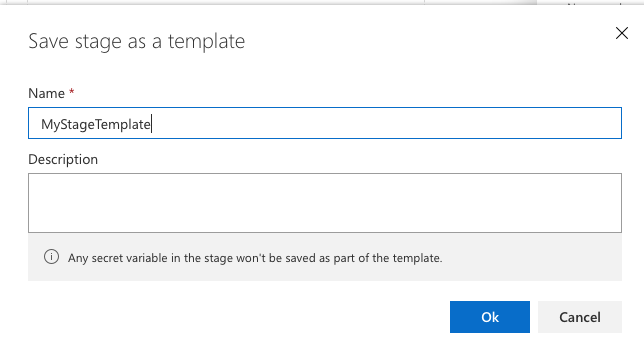 Save stage as a template
Name *
MyStageTemplate
Description
Any secret variable in the stage won't be saved as part of the template.
Ok
Cancel